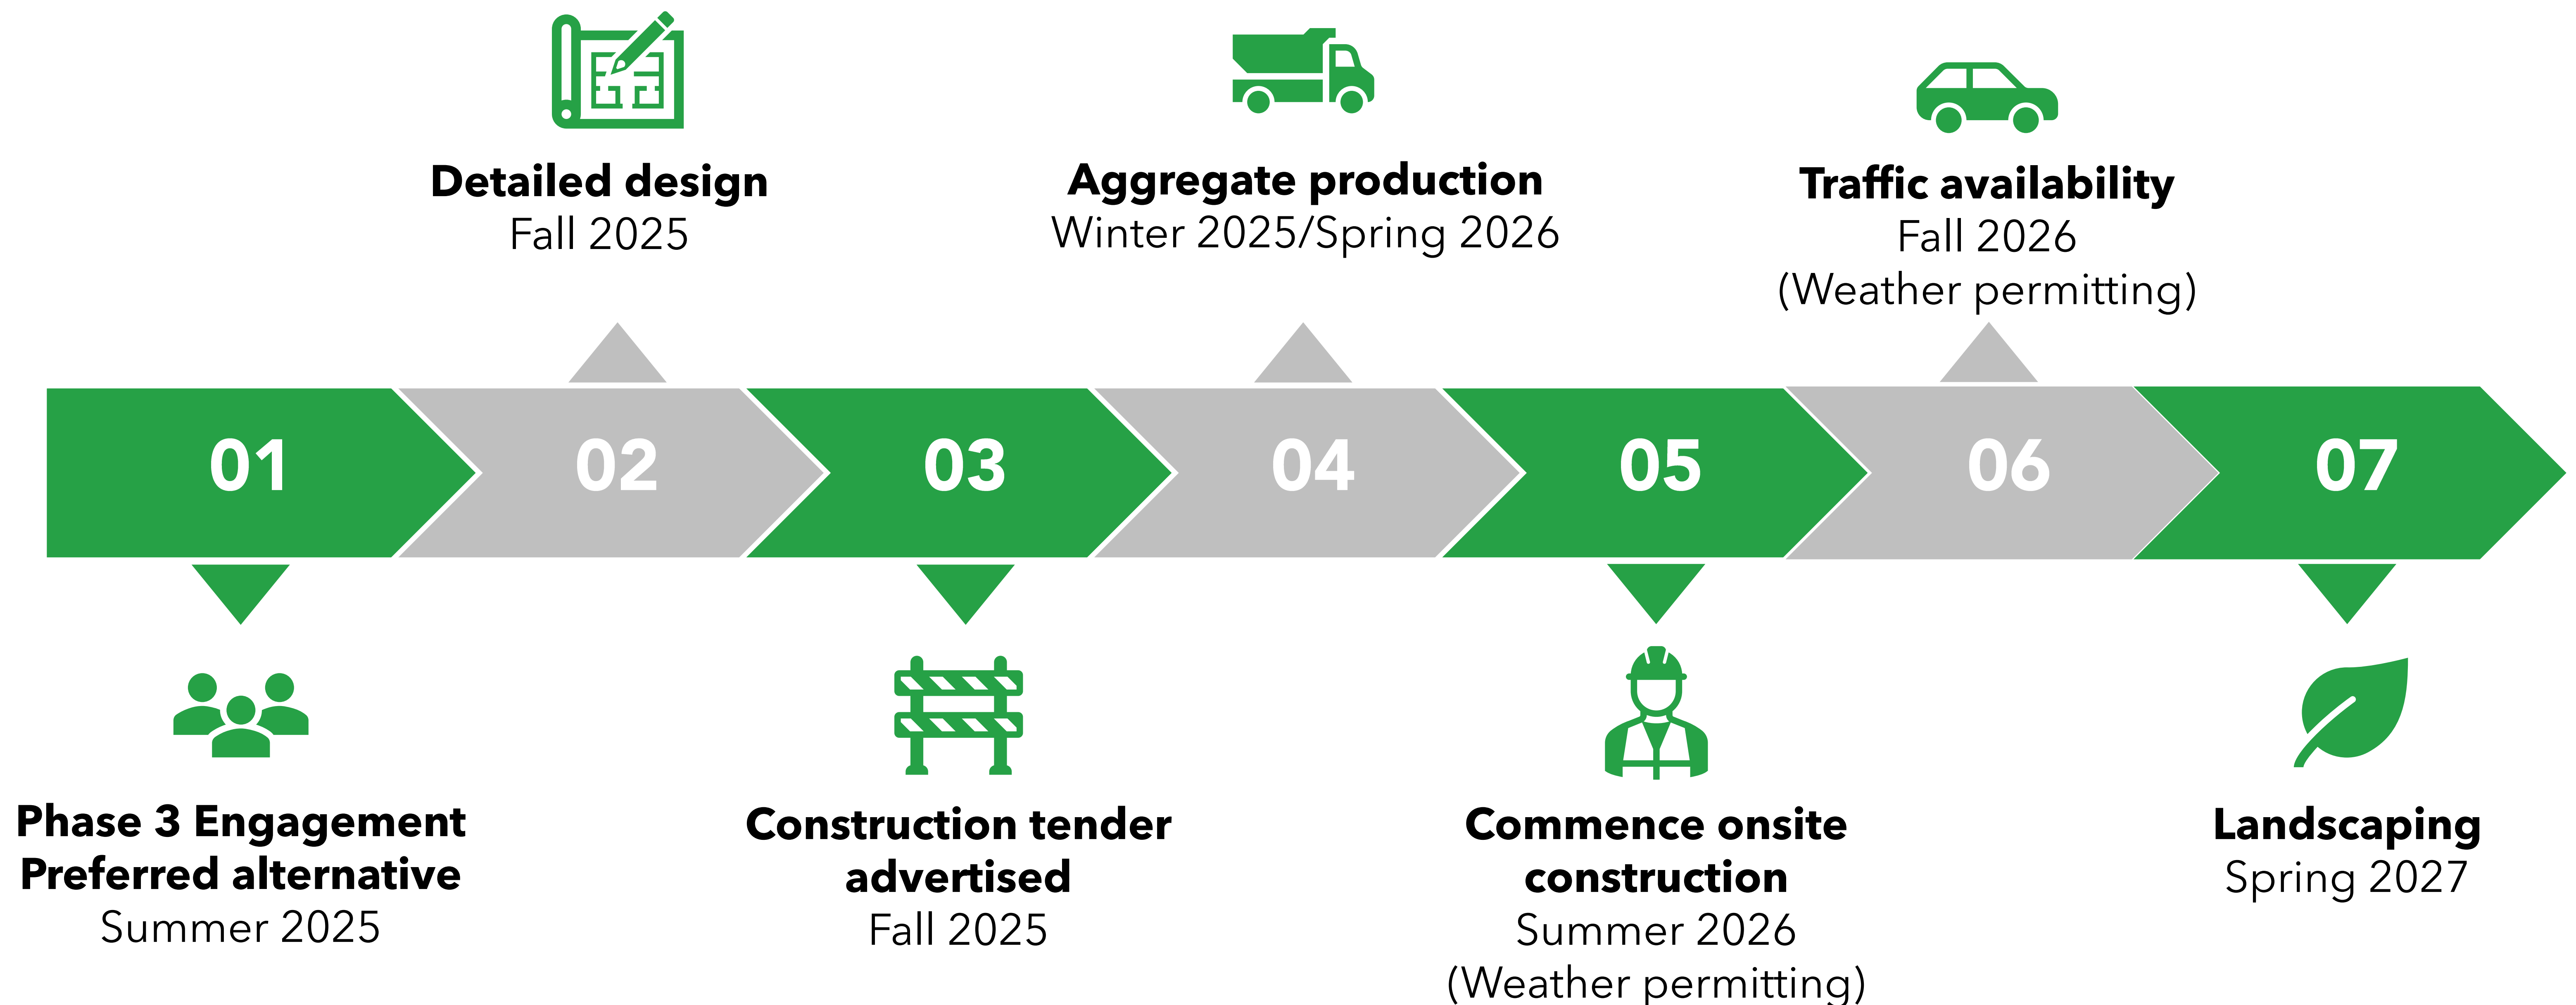 Detailed design
Fall 2025
Aggregate production
Winter 2025/Spring 2026
Traffic availability
Fall 2026
(Weather permitting)
01
02
03
04
05
06
07
Phase 3 Engagement
Preferred alternative
Summer 2025
Construction tender
advertised
Fall 2025
Commence onsite
construction
Summer 2026
(Weather permitting)
Landscaping
Spring 2027